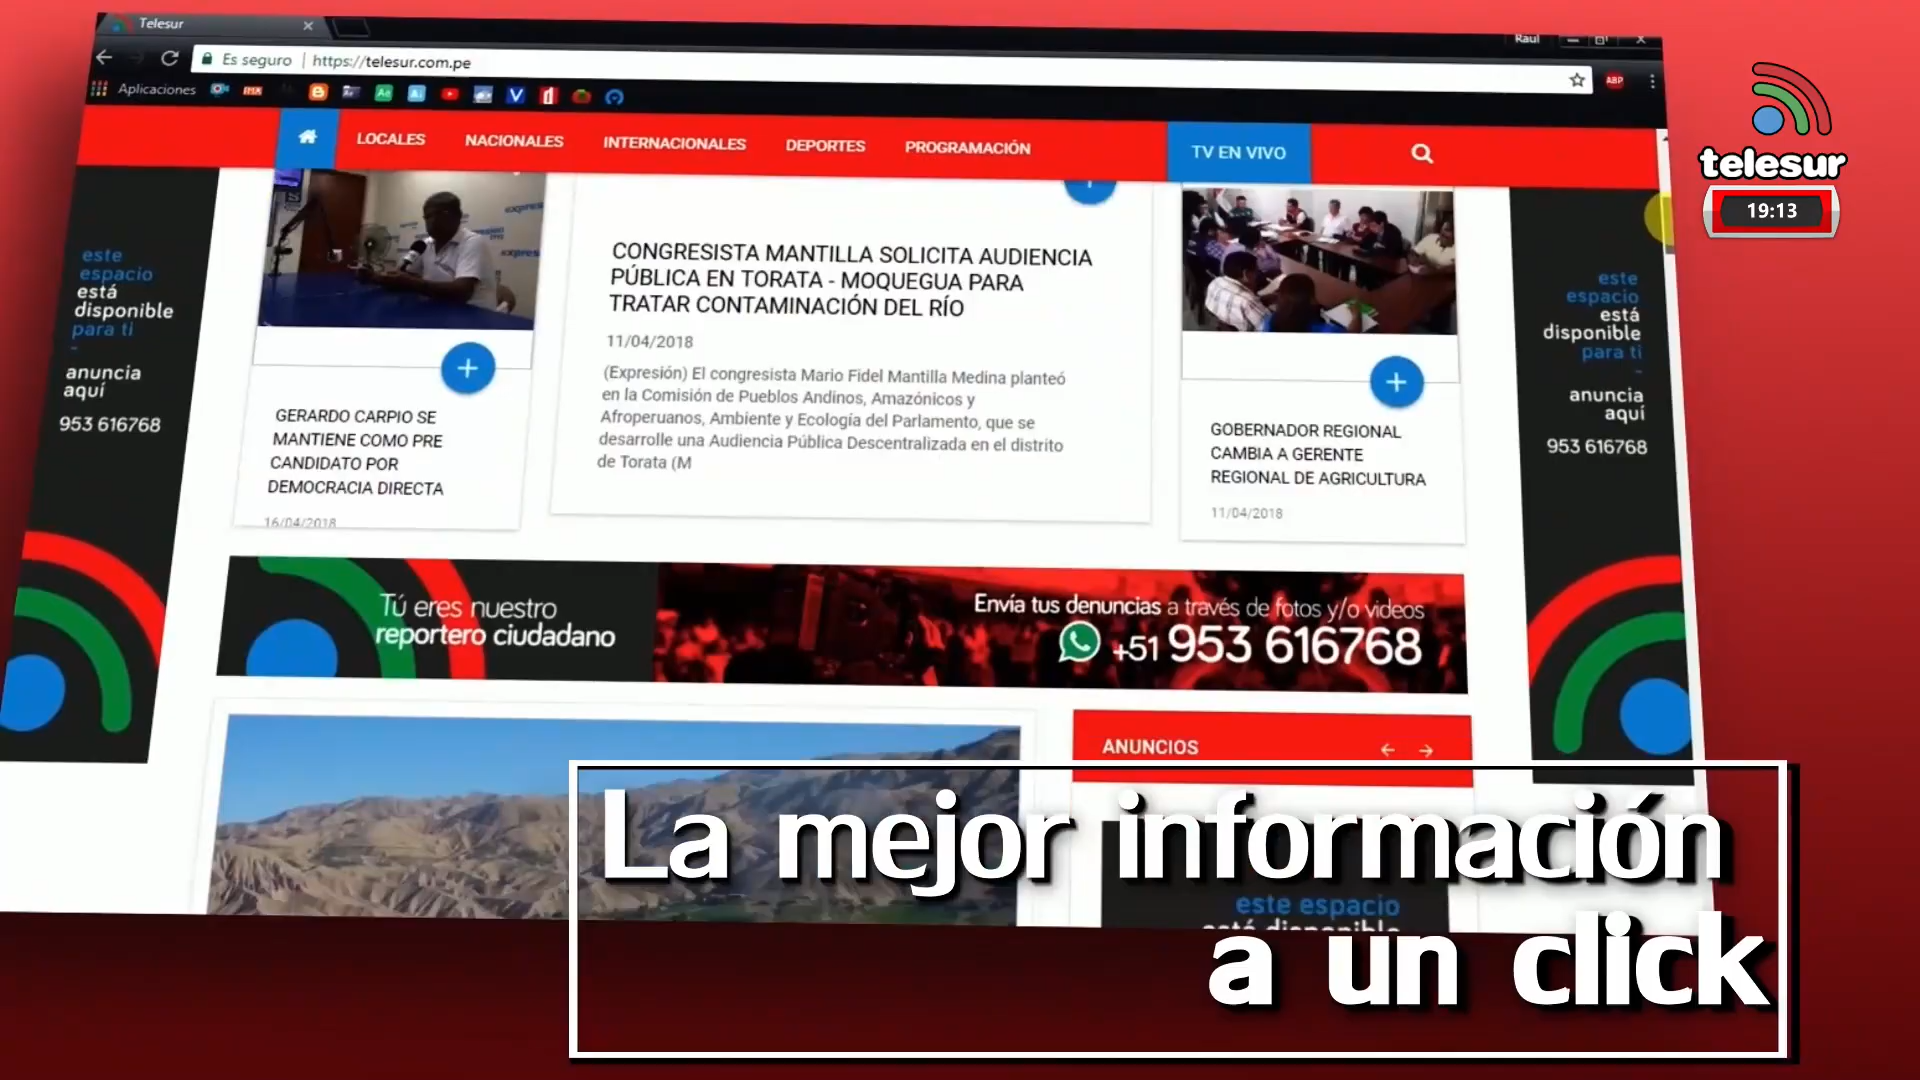 Telesur
Raul
Es seguro | https://telesur.com.pe
ABP
Aplicaciones
LOCALES NACIONALES INTERNACIONALES DEPORTES PROGRAMACIÓN TV EN VIVO
telesur
19:13
este
espacio
está
disponible
para ti
-
anuncia
aquí
953 616768
GERARDO CARPIO SE
MANTIENE COMO PRE
CANDIDATO POR
DEMOCRACIA DIRECTA
16/04/2018
CONGRESISTA MANTILLA SOLICITA AUDIENCIA
PÚBLICA EN TORATA - MOQUEGUA PARA
TRATAR CONTAMINACIÓN DEL RÍO
11/04/2018
(Expresión) El congresista Mario Fidel Mantilla Medina planteó
en la Comisión de Pueblos Andinos, Amazónicos y
Afroperuanos, Ambiente y Ecología del Parlamento, que se
desarrolle una Audiencia Pública Descentralizada en el distrito
de Torata (M
GOBERNADOR REGIONAL
CAMBIA A GERENTE
REGIONAL DE AGRICULTURA
11/04/2018
este
espacio
está
disponible
para ti
-
anuncia
aquí
953 616768
Tú eres nuestro
reportero ciudadano
Envía tus denuncias a través de fotos y/o videos
+51 953 616768
ANUNCIOS
este espacio
está disponible
La mejor información
a un click